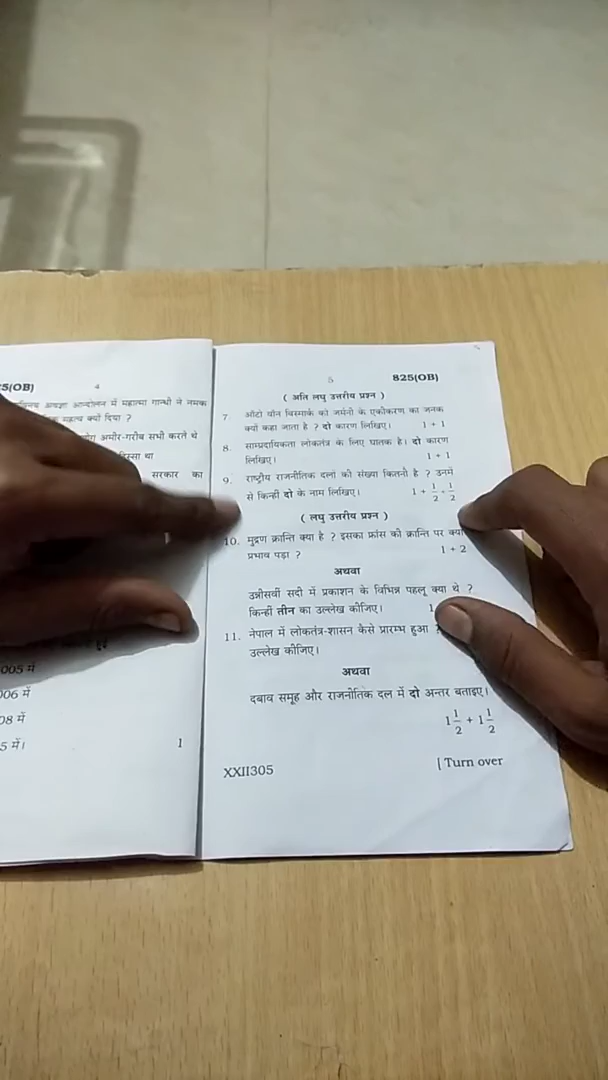 5(OB)
4
आन्दोलन में महात्मा गान्धी ने नमक
महत्व क्यों दिया ?
अमीर-गरीब सभी करते थे
हिस्सा था
सरकार का
005 में
006 में
08 में
5 में।
1
5
825(OB)
( अति लघु उत्तरीय प्रश्न )
7. ऑटो वॉन बिस्मार्क को जर्मनी के एकीकरण का जनक
क्यों कहा जाता है ? दो कारण लिखिए। 1 + 1
8. साम्प्रदायिकता लोकतंत्र के लिए घातक है। दो कारण
लिखिए। 1 + 1
9. राष्ट्रीय राजनीतिक दलों की संख्या कितनी है ? उनमें
से किन्हीं दो के नाम लिखिए। 1 + 1/2 + 1/2
( लघु उत्तरीय प्रश्न )
10. मुद्रण क्रान्ति क्या है ? इसका फ्रांस की क्रान्ति पर क्या
प्रभाव पड़ा ? 1 + 2
अथवा
उन्नीसवीं सदी में प्रकाशन के विभिन्न पहलू क्या थे ?
किन्हीं तीन का उल्लेख कीजिए। 1
11. नेपाल में लोकतंत्र-शासन कैसे प्रारम्भ हुआ ?
उल्लेख कीजिए।
अथवा
दबाव समूह और राजनीतिक दल में दो अन्तर बताइए।
1 1/2 + 1 1/2
XXII305
[ Turn over